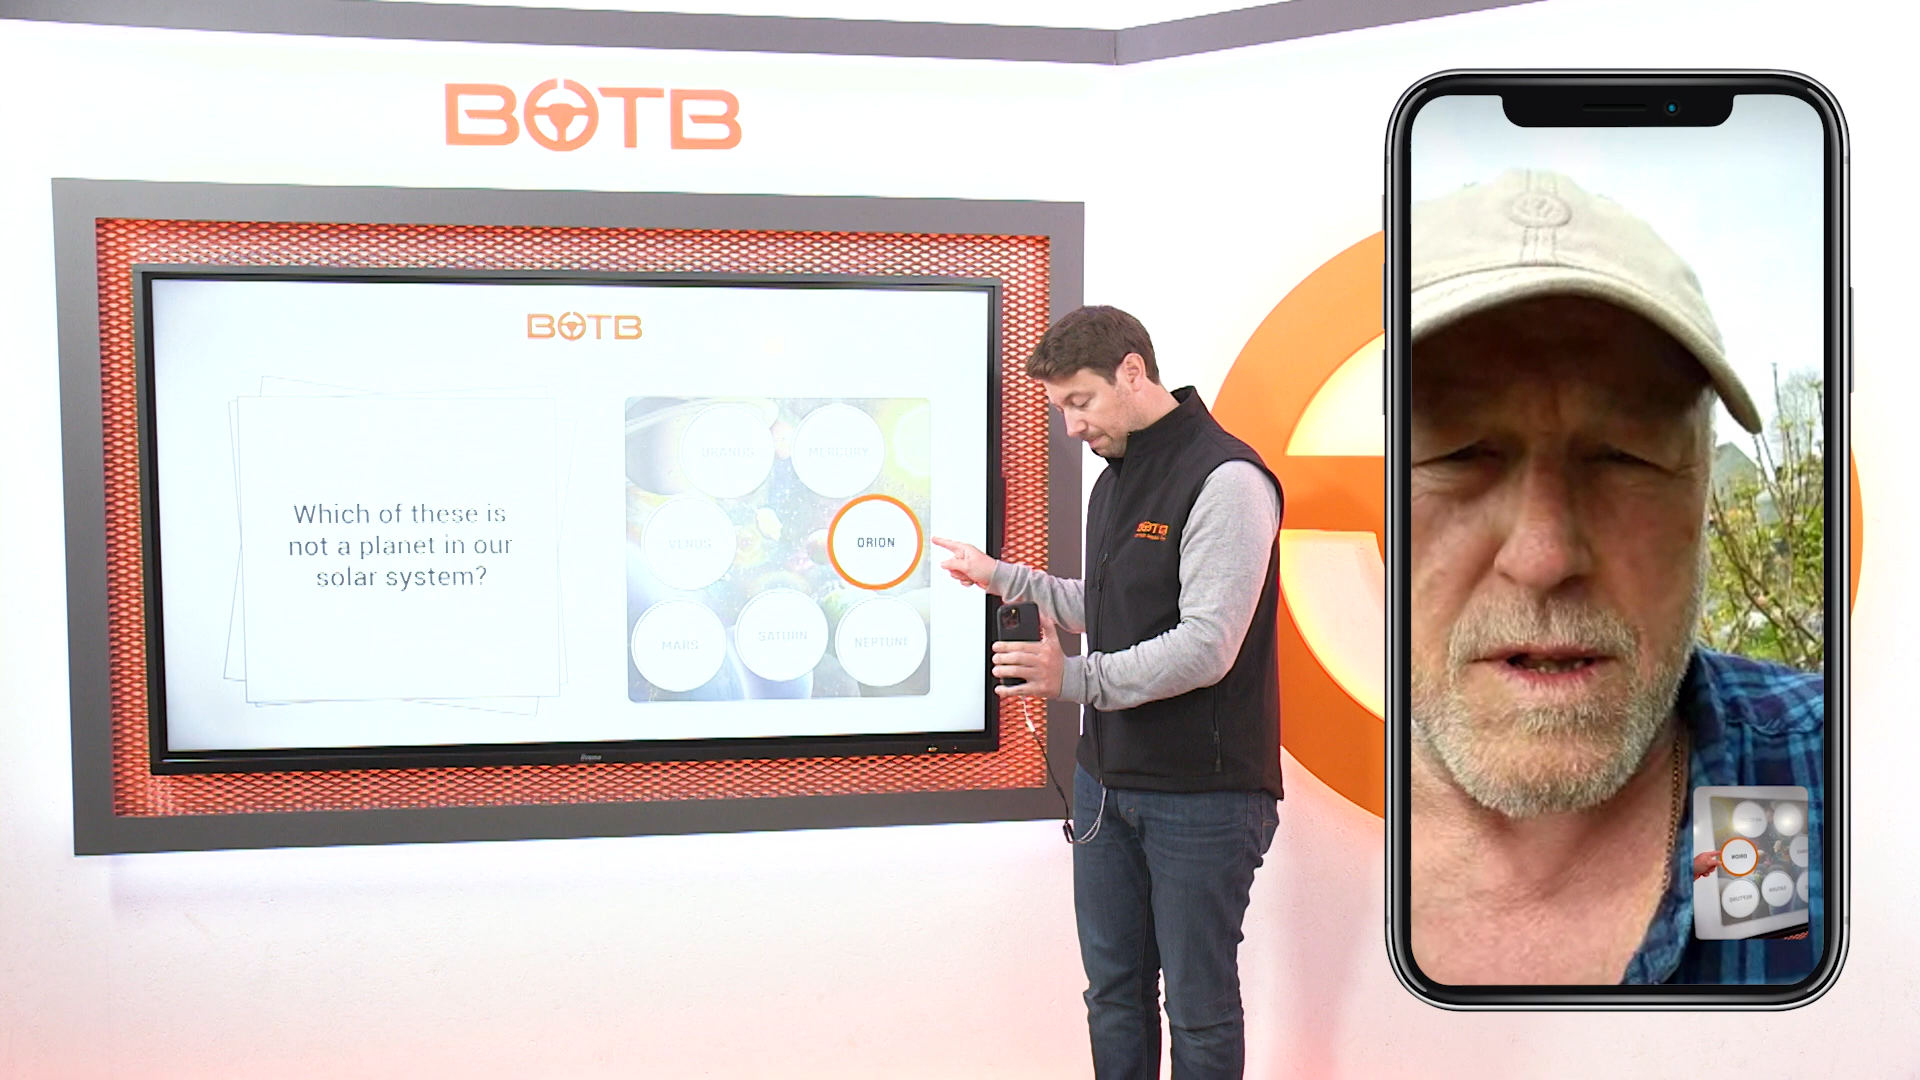 BOTB
BOTB
Which of these is
not a planet in our
solar system?
URANUS
MERCURY
VENUS
ORION
MARS
SATURN
NEPTUNE
BOTB